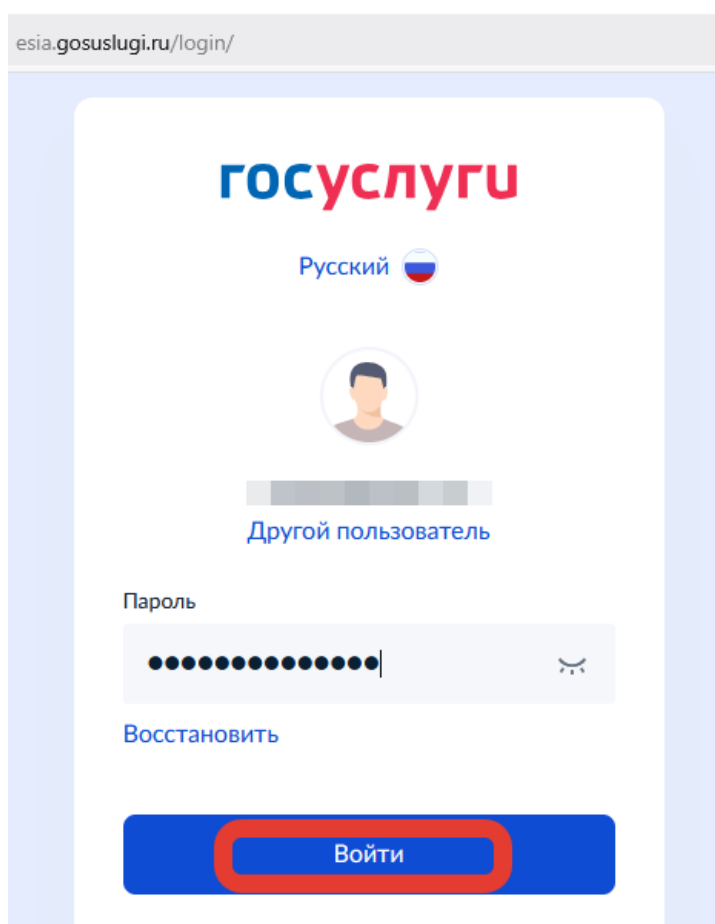 esia.gosuslugi.ru/login/
госуслуги
Русский
Другой пользователь
Пароль
Восстановить
Войти